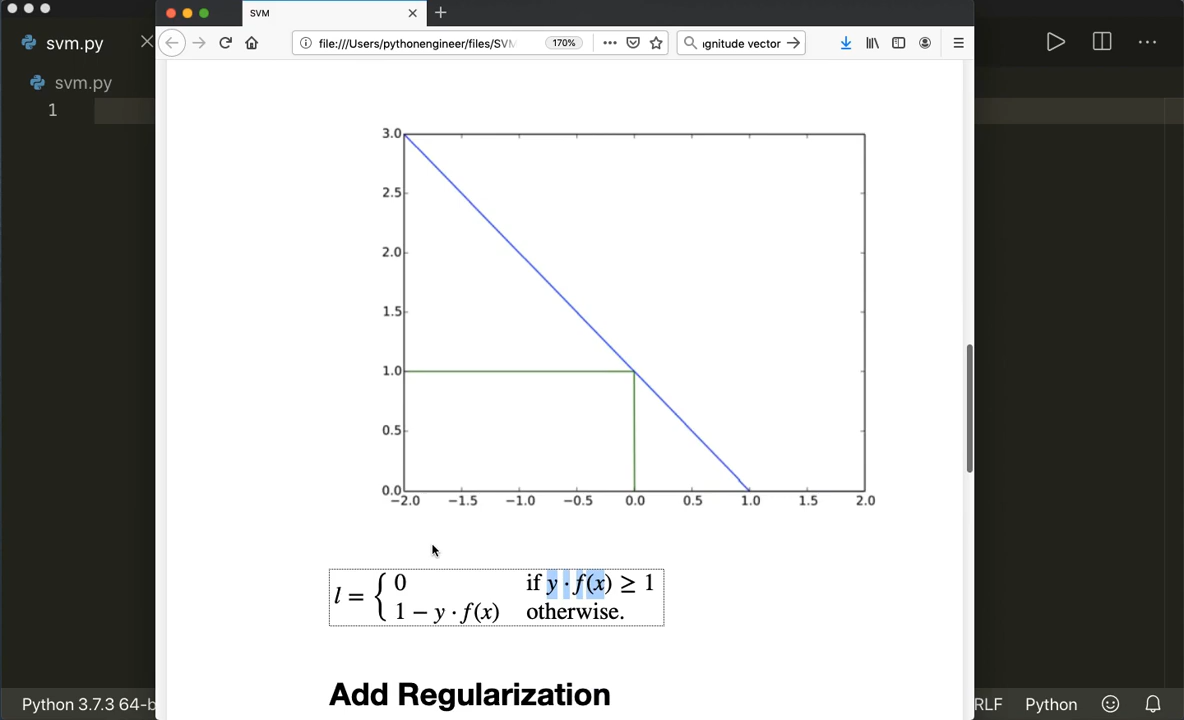 SVM
svm.py
file:///Users/pythonengineer/files/SVM
170%
ignitude vector
svm.py
1
3.0
2.5
2.0
1.5
1.0
0.5
0.0
−2.0 −1.5 −1.0 −0.5 0.0 0.5 1.0 1.5 2.0
l = { 0 if y · f(x) ≥ 1
1 − y · f(x) otherwise.
Add Regularization
Python 3.7.3 64-b RLF Python